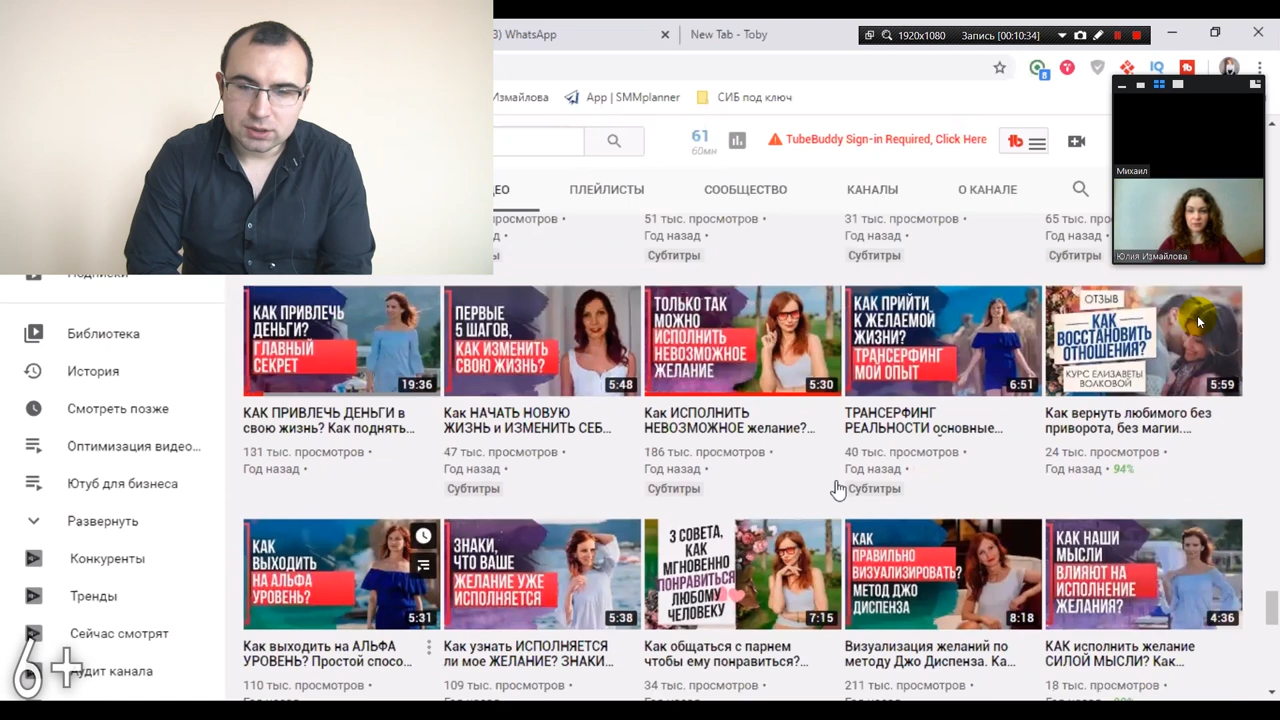 3) WhatsApp
New Tab - Toby
1920x1080
Запись [00:10:34]
8
IQ
tb
Измайлова
App | SMMplanner
СИБ под ключ
61
60мн
TubeBuddy Sign-in Required, Click Here
tb
Михаил
Юлия Измайлова
ЕО
ПЛЕЙЛИСТЫ
СООБЩЕСТВО
КАНАЛЫ
О КАНАЛЕ
просмотров •
51 тыс. просмотров •
31 тыс. просмотров •
65 тыс. просмотров
Год назад •
Год назад •
Год назад
Субтитры
Субтитры
Субтитры
Подписки
Библиотека
История
Смотреть позже
Оптимизация видео...
Ютуб для бизнеса
Развернуть
Конкуренты
Тренды
Сейчас смотрят
Аудит канала
6+
КАК ПРИВЛЕЧЬ
ДЕНЬГИ?
ГЛАВНЫЙ
СЕКРЕТ
19:36
КАК ПРИВЛЕЧЬ ДЕНЬГИ в
свою жизнь? Как поднять...
131 тыс. просмотров •
Год назад •
ПЕРВЫЕ
5 ШАГОВ,
КАК ИЗМЕНИТЬ
СВОЮ ЖИЗНЬ?
5:48
Как НАЧАТЬ НОВУЮ
ЖИЗНЬ и ИЗМЕНИТЬ СЕБ...
47 тыс. просмотров •
Год назад •
Субтитры
ТОЛЬКО ТАК
МОЖНО
ИСПОЛНИТЬ
НЕВОЗМОЖНОЕ
ЖЕЛАНИЕ
5:30
Как ИСПОЛНИТЬ
НЕВОЗМОЖНОЕ желание?...
186 тыс. просмотров •
Год назад •
Субтитры
КАК ПРИЙТИ
К ЖЕЛАЕМОЙ
ЖИЗНИ?
ТРАНСЕРФИНГ
МОЙ ОПЫТ
6:51
ТРАНСЕРФИНГ
РЕАЛЬНОСТИ основные...
40 тыс. просмотров •
Год назад •
Субтитры
ОТЗЫВ
КАК
ВОССТАНОВИТЬ
ОТНОШЕНИЯ?
КУРС ЕЛИЗАВЕТЫ
ВОЛКОВОЙ
5:59
Как вернуть любимого без
приворота, без магии....
24 тыс. просмотров •
Год назад • 94%
КАК
ВЫХОДИТЬ
НА АЛЬФА
УРОВЕНЬ?
5:31
Как выходить на АЛЬФА
УРОВЕНЬ? Простой спосо...
110 тыс. просмотров •
ЗНАКИ,
ЧТО ВАШЕ
ЖЕЛАНИЕ УЖЕ
ИСПОЛНЯЕТСЯ
5:38
Как узнать ИСПОЛНЯЕТСЯ
ли мое ЖЕЛАНИЕ? ЗНАКИ...
109 тыс. просмотров •
3 СОВЕТА,
КАК
МГНОВЕННО
ПОНРАВИТЬСЯ
ЛЮБОМУ
ЧЕЛОВЕКУ
7:15
Как общаться с парнем
чтобы ему понравиться?...
34 тыс. просмотров •
КАК
ПРАВИЛЬНО
ВИЗУАЛИЗИРОВАТЬ?
МЕТОД ДЖО
ДИСПЕНЗА
8:18
Визуализация желаний по
методу Джо Диспенза. Ка...
211 тыс. просмотров •
КАК НАШИ
МЫСЛИ
ВЛИЯЮТ НА
ИСПОЛНЕНИЕ
ЖЕЛАНИЯ?
4:36
КАК исполнить желание
СИЛОЙ МЫСЛИ? Как...
18 тыс. просмотров •